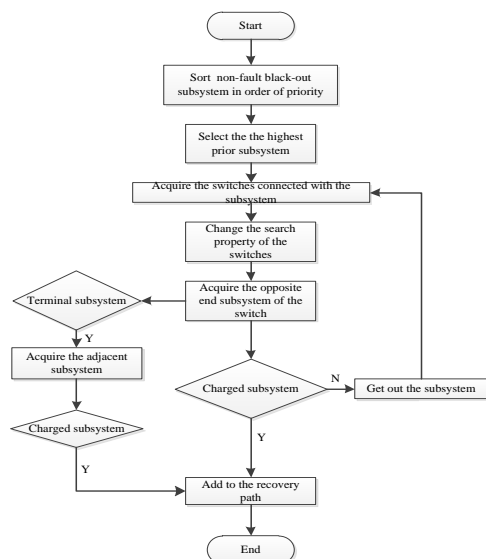 Start
Sort non-fault black-out
subsystem in order of priority
Select the the highest
prior subsystem
Acquire the switches connected with the
subsystem
Change the search
property of the
switches
Acquire the opposite
end subsystem of the
switch
Terminal subsystem
Y
Acquire the adjacent
subsystem
Charged subsystem
N
Get out the subsystem
Charged subsystem
Y
Y
Add to the recovery
path
End